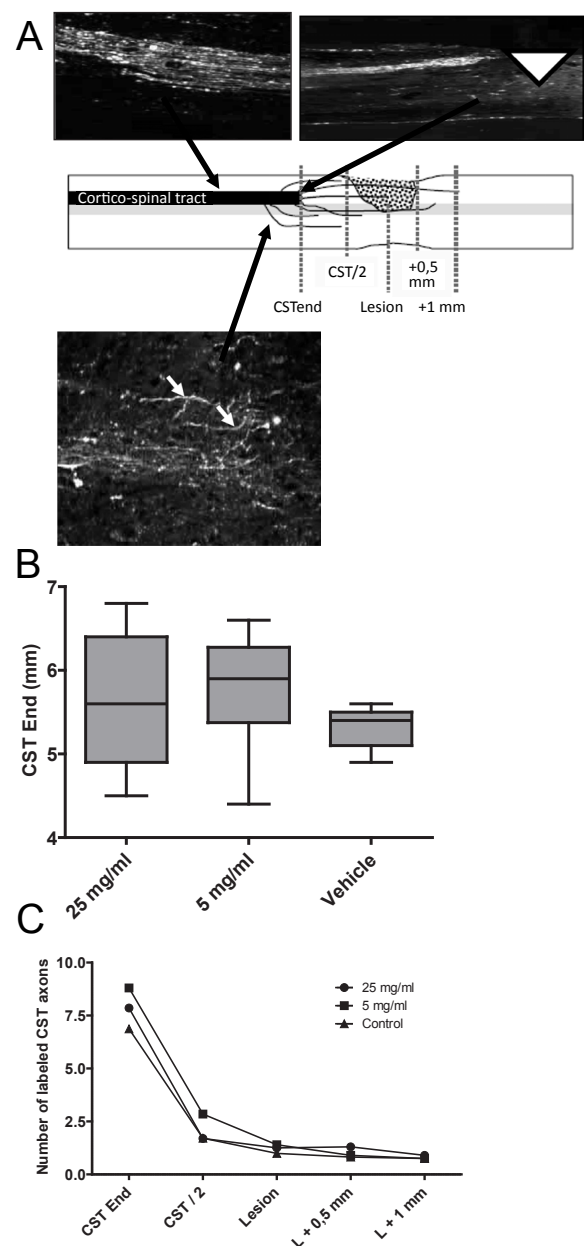 A
Cortico-spinal tract
CST/2
+0,5
mm
CSTend
Lesion
+1 mm
B
7
6
5
4
CST End (mm)
25 mg/ml
5 mg/ml
Vehicle
C
10.0
7.5
5.0
2.5
0.0
Number of labeled CST axons
25 mg/ml
5 mg/ml
Control
CST End
CST / 2
Lesion
L + 0,5 mm
L + 1 mm